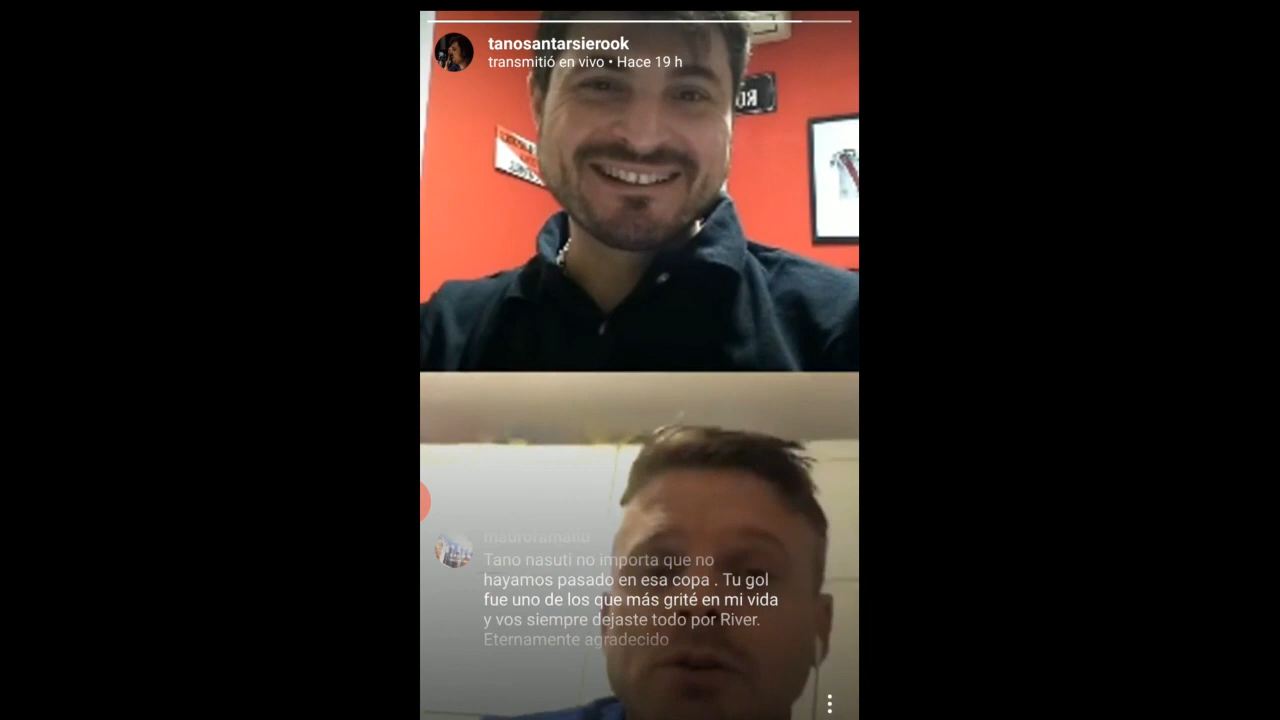 tanosantarsierook
transmitió en vivo • Hace 19 h
Tano nasuti no importa que no
hayamos pasado en esa copa . Tu gol
fue uno de los que más grité en mi vida
y vos siempre dejaste todo por River.
Eternamente agradecido